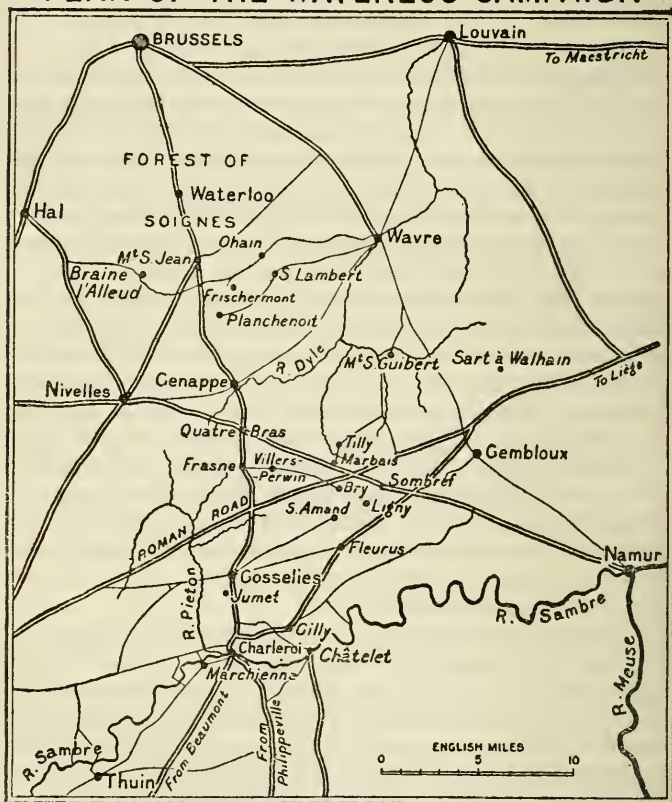 PLAN OF THE WATERLOO CAMPAIGN
BRUSSELS
Louvain
To Maestricht
FOREST OF
Waterloo
SOIGNES
Hal
Wavre
Ohain
Mt S. Jean
Braine
l'Alleud
S. Lambert
Frischermont
Planchenoit
R. Dyle
Mt S. Guibert
Sart à Walhain
To Liége
Nivelles
Genappe
Quatre Bras
Tilly
Marbais
Gembloux
Frasne
Villers-
Perwin
Bry
Sombref
S. Amand
Ligny
ROMAN ROAD
Fleurus
Namur
Gosselies
Jumet
R. Pieton
R. Sambre
Gilly
Charleroi
Châtelet
Marchienne
R. Meuse
From Beaumont
From
Philippeville
R. Sambre
Thuin
ENGLISH MILES
0 5 10